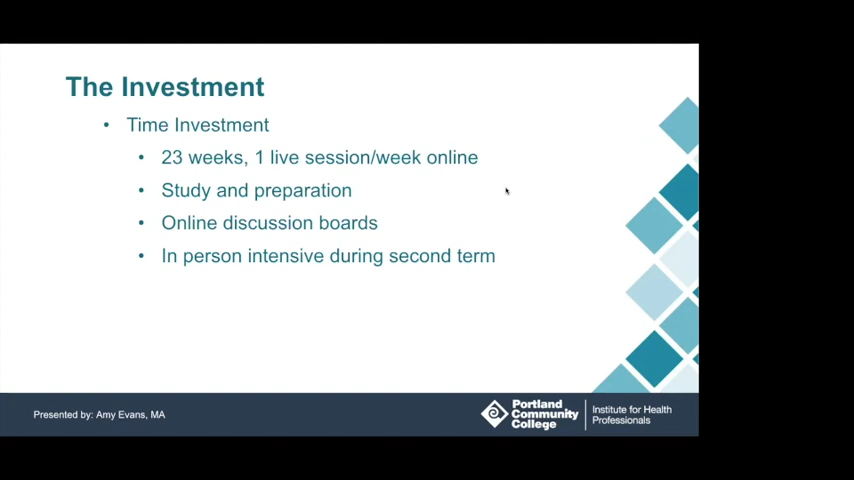 The Investment
• Time Investment
• 23 weeks, 1 live session/week online
• Study and preparation
• Online discussion boards
• In person intensive during second term
Presented by: Amy Evans, MA
Portland
Community
College
Institute for Health
Professionals